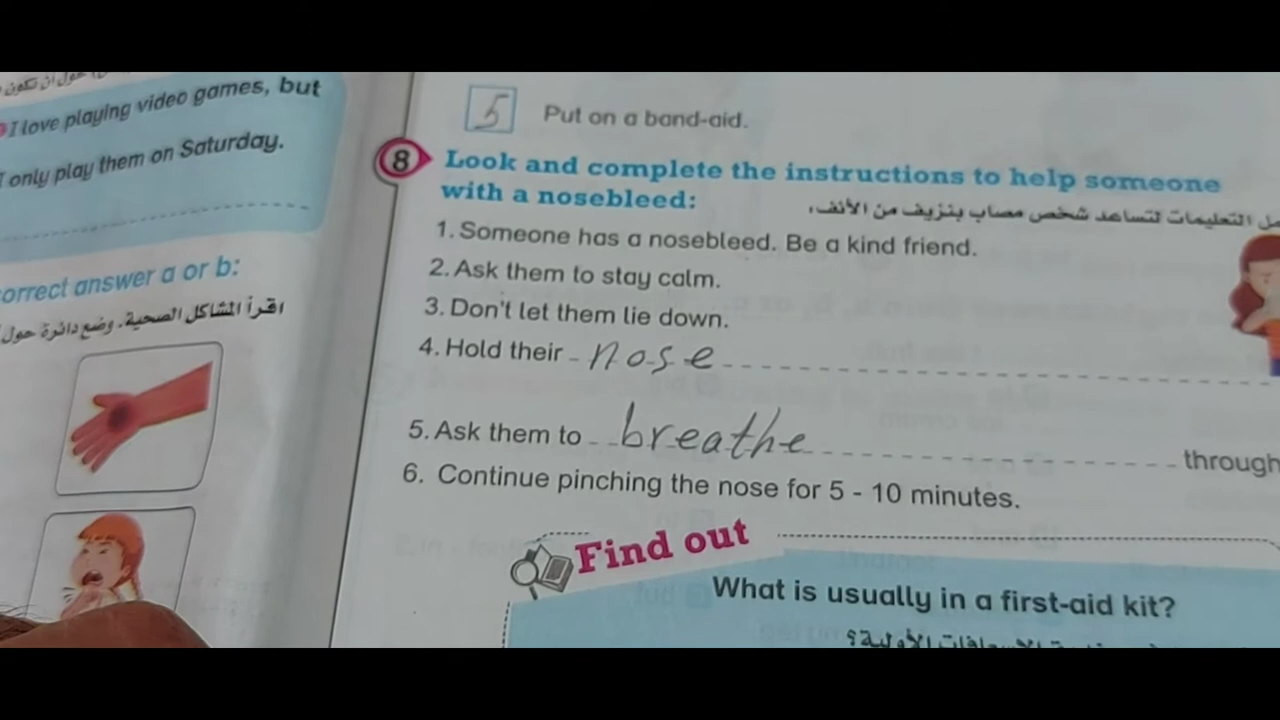 I love playing video games, but
I only play them on Saturday.
orrect answer a or b:
اقرأ المشاكل الصحية. وضع دائرة حول
5 Put on a band-aid.
8 Look and complete the instructions to help someone
with a nosebleed:
التعليمات لتساعد شخص مصاب بنزيف من الأنف،
1. Someone has a nosebleed. Be a kind friend.
2. Ask them to stay calm.
3. Don't let them lie down.
4. Hold their nose
5. Ask them to breathe through
6. Continue pinching the nose for 5 - 10 minutes.
Find out
What is usually in a first-aid kit?
الأولية؟